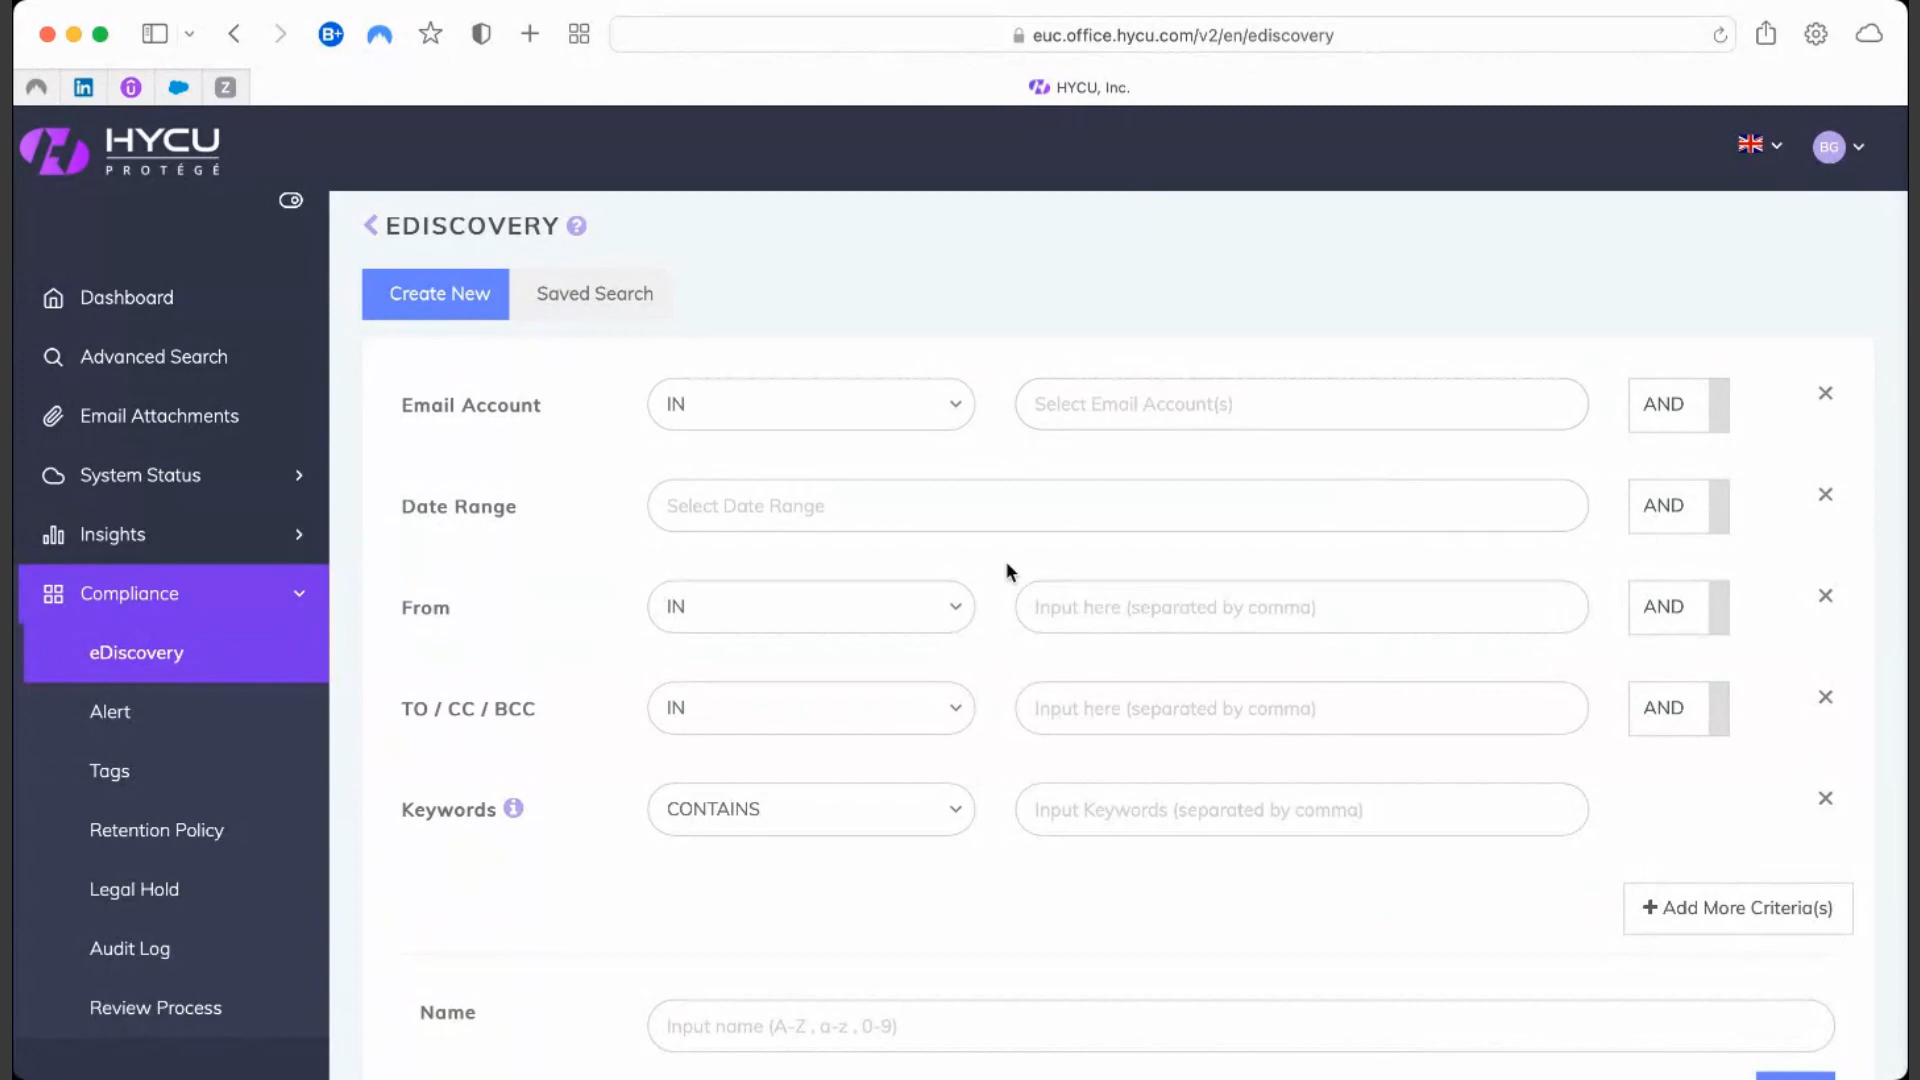 B+
euc.office.hycu.com/v2/en/ediscovery
in
Z
HYCU, Inc.
HYCU
PROTÉGÉ
BG
EDISCOVERY ?
Create New
Saved Search
Dashboard
Advanced Search
Email Attachments
System Status
Insights
Compliance
eDiscovery
Alert
Tags
Retention Policy
Legal Hold
Audit Log
Review Process
Email Account
IN
Select Email Account(s)
AND
Date Range
Select Date Range
AND
From
IN
Input here (separated by comma)
AND
TO / CC / BCC
IN
Input here (separated by comma)
AND
Keywords
CONTAINS
Input Keywords (separated by comma)
+ Add More Criteria(s)
Name
Input name (A-Z , a-z , 0-9)